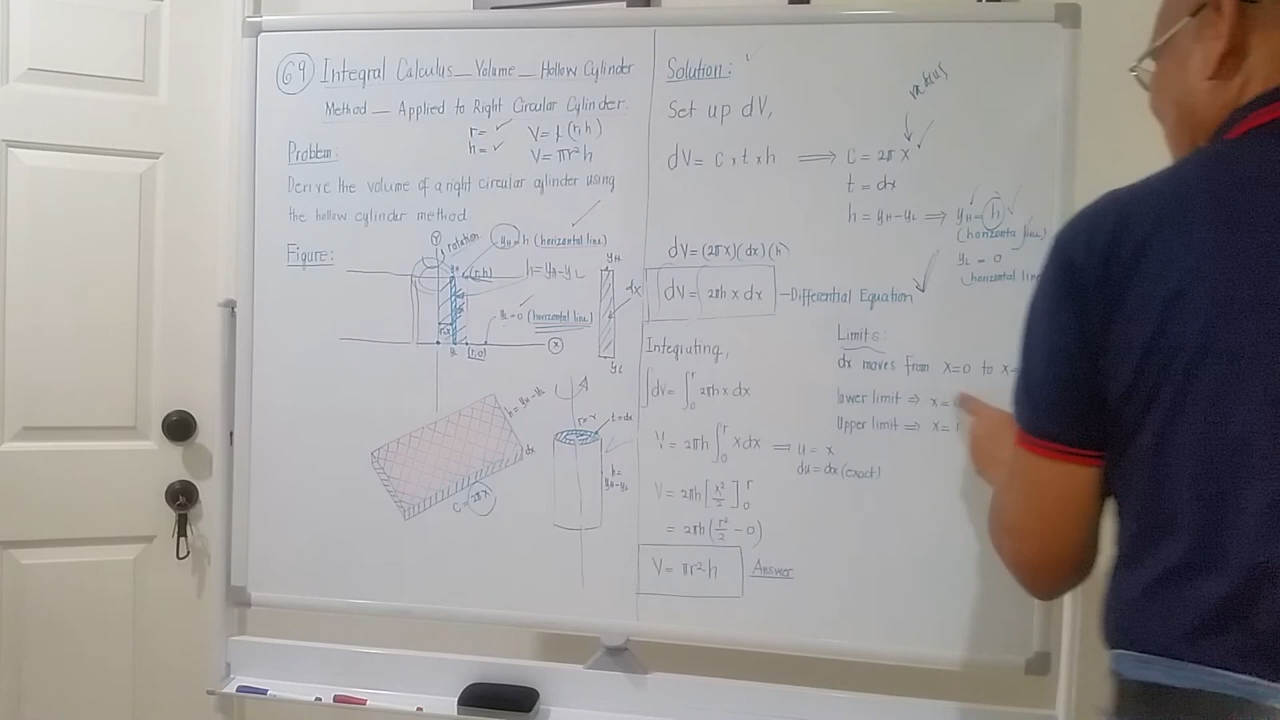 69 Integral Calculus — Volume — Hollow Cylinder
Method — Applied to Right Circular Cylinder.
r= ✓ V= f(r,h)
h= ✓ V= πr²h
Problem:
Derive the volume of a right circular cylinder using
the hollow cylinder method
Figure:
Y
rotation
yH=h (horizontal line)
yH
(r,h)
h= yH-yL
yL=0 (horizontal line)
X
yL
(r,0)
yH
dx
yL
h= yH-yL
dx
C= 2πx
r=x
t=dx
h=
yH-yL
Solution:
Set up dV,
radius
dV= C x t x h ⟹ C = 2πx
t = dx
h = yH-yL ⟹ yH= h
(horizontal line)
yL = 0
(horizontal line
dV= (2πx)(dx)(h)
dV= 2πh x dx — Differential Equation
Limits:
dx moves from x=0 to x=
lower limit ⇒ x=
Upper limit ⇒ x= r
Integrating,
∫dV= ∫₀ʳ 2πhx dx
V= 2πh ∫₀ʳ xdx ⟹ u = x
du = dx (exact)
V= 2πh [x²/2]₀ʳ
= 2πh (r²/2 - 0)
V= πr²h Answer